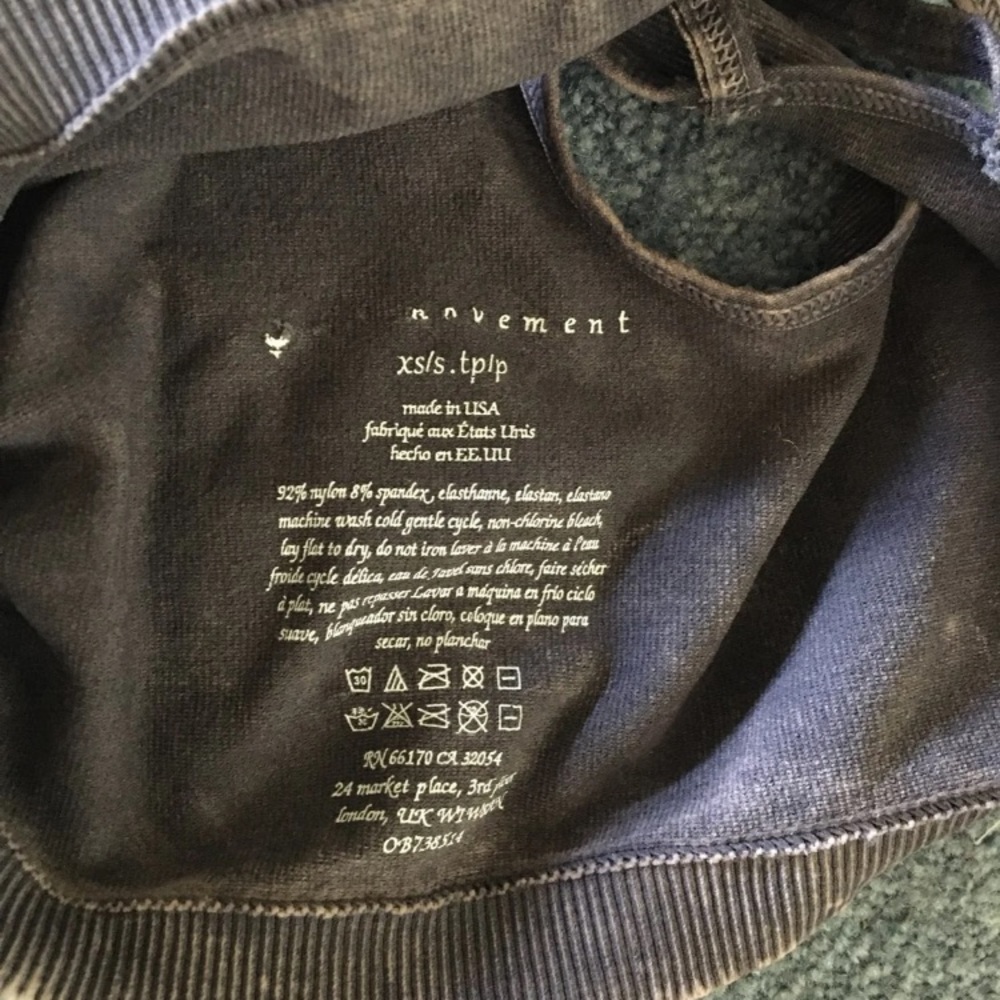 movement
xs/s.tp/p
made in USA
fabriqué aux États Unis
hecho en EE.UU
92% nylon 8% spandex, elasthanne, elastan, elastano
machine wash cold gentle cycle, non-chlorine bleach,
lay flat to dry, do not iron laver à la machine à l'eau
froide cycle délica, eau de Javel sans chlore, faire sécher
à plat, ne pas repasser Lavar a máquina en frío ciclo
suave, blanqueador sin cloro, coloque en plano para
secar, no planchar
30
RN 66170 CA 32054
24 market place, 3rd floor
london, UK W1W